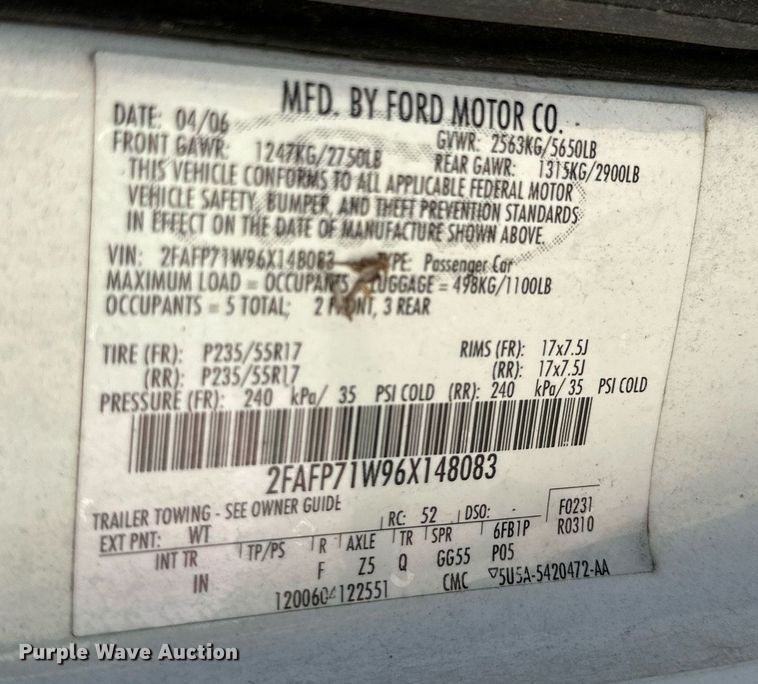 MFD. BY FORD MOTOR CO.
DATE: 04/06 GVWR: 2563KG/5650LB
FRONT GAWR: 1247KG/2750LB REAR GAWR: 1315KG/2900LB
THIS VEHICLE CONFORMS TO ALL APPLICABLE FEDERAL MOTOR
VEHICLE SAFETY, BUMPER, AND THEFT PREVENTION STANDARDS
IN EFFECT ON THE DATE OF MANUFACTURE SHOWN ABOVE.
VIN: 2FAFP71W96X148083 TYPE: Passenger Car
MAXIMUM LOAD = OCCUPANTS LUGGAGE = 498KG/1100LB
OCCUPANTS = 5 TOTAL; 2 FRONT, 3 REAR
TIRE (FR): P235/55R17 RIMS (FR): 17x7.5J
(RR): P235/55R17 (RR): 17x7.5J
PRESSURE (FR): 240 kPa/ 35 PSI COLD (RR): 240 kPa/ 35 PSI COLD
2FAFP71W96X148083
TRAILER TOWING - SEE OWNER GUIDE
EXT PNT: WT RC: 52 DSO: - F0231
INT TR TP/PS R AXLE TR SPR 6FB1P R0310
IN F Z5 Q GG55 P05
1200604122551 CMC ▽5U5A-5420472-AA
Purple Wave Auction